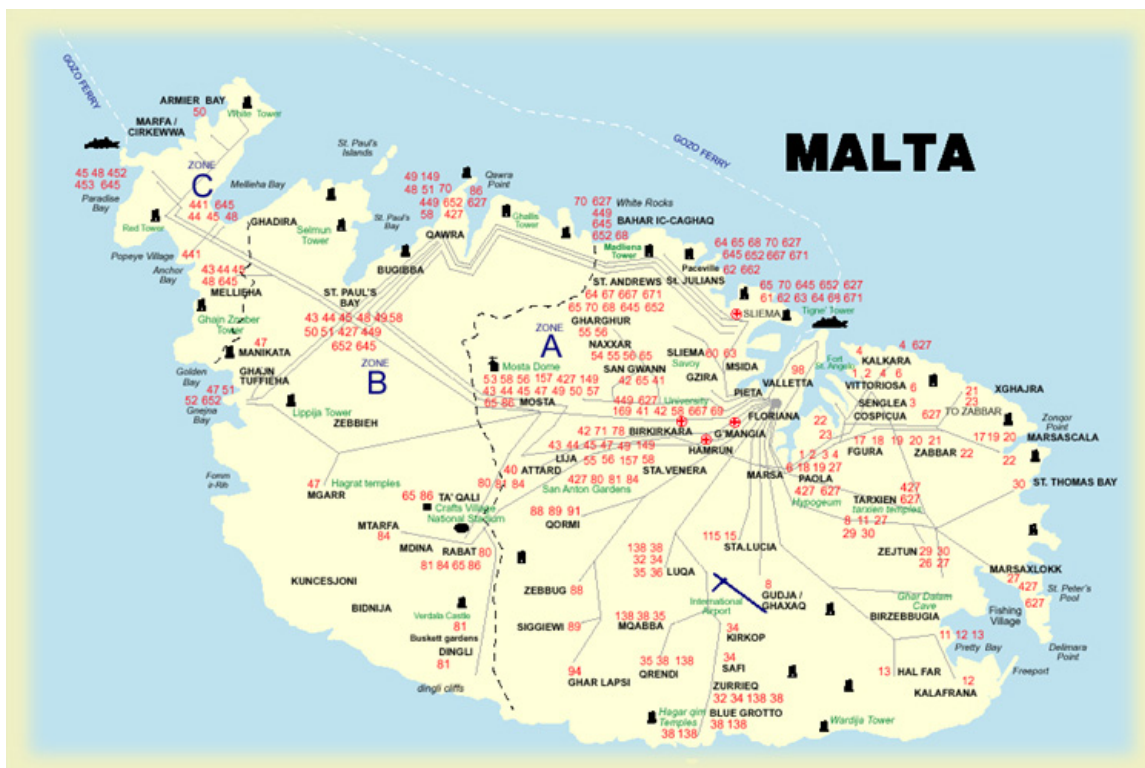 MALTA
GOZO FERRY
GOZO FERRY
ARMIER BAY
50
White Tower
MARFA /
CIRKEWWA
45 48 452
453 645
Paradise
Bay
ZONE
C
Mellieha Bay
441 645
44 45 48
Red Tower
GHADIRA
Selmun
Tower
St. Paul's
Islands
St. Paul's
Bay
Popeye Village
441
Anchor
Bay
43 44 45
48 645
MELLIEHA
BUGIBBA
49 149
48 51 70
449 652 627
58 427
86
Qawra
Point
QAWRA
Ghallis
Tower
70 627
449
645
652 68
White Rocks
BAHAR IC-CAGHAQ
Madliena
Tower
64 65 68 70 627
645 652 667 671
Paceville
62 662
ST. ANDREWS
St. JULIANS
64 67 667 671
65 70 68 645 652
65 70 645 652 627
61 62 63 64 68 671
SLIEMA
Tigne' Tower
ST. PAUL'S
BAY
43 44 45 48 49 58
50 51 427 449
652 645
Ghain Znuber
Tower
47
MANIKATA
GHAJN
TUFFIEHA
Golden
Bay
47 51
52 652
Gnejna
Bay
Lippija Tower
ZEBBIEH
ZONE
B
ZONE
A
GHARGHUR
55 56
NAXXAR
54 55 56 65
SAN GWANN
42 65 41
SLIEMA
60 63
Savoy
GZIRA
MSIDA
PIETA
VALLETTA
98
FLORIANA
Fort
St. Angelo
4
4 627
KALKARA
1 2 4 6
VITTORIOSA
6
SENGLEA
3
COSPICUA
627
TO ZABBAR
21
23
XGHAJRA
Zonqor
Point
Mosta Dome
53 58 56 157 427 149
43 44 45 47 49 50 57
65 86
MOSTA
449 627
University
169 41 42 58 667 69
42 71 78
BIRKIRKARA
G'MANGIA
HAMRUN
43 44 45 47 49 149
LIJA
55 56 157 58
STA.VENERA
40
ATTARD
80 81 84
427 80 81 84
San Anton Gardens
22
23
17 18 19 20 21
FGURA
ZABBAR
22
17 19 20
MARSASCALA
22
1 2 3 4
6 18 19 27
PAOLA
427 627
Hypogeum
MARSA
427
TARXIEN
627
tarxien temples
30
ST. THOMAS BAY
8 11 27
29 30
ZEJTUN
29 30
26 27
MARSAXLOKK
27
427
627
St. Peter's
Pool
Fishing
Village
Delimara
Point
Fomm
ir-Rih
47
MGARR
Hagrat temples
65 86
TA' QALI
Crafts Village
National Stadium
MTARFA
84
MDINA
RABAT
80
81 84 65 86
KUNCESJONI
BIDNIJA
Verdala Castle
81
Buskett gardens
DINGLI
81
dingli cliffs
88 89 91
QORMI
115 15
STA.LUCIA
138 38
32 34
35 36
LUQA
International
Airport
8
GUDJA /
GHAXAQ
Ghar Dalam
Cave
BIRZEBBUGIA
ZEBBUG
88
SIGGIEWI
89
138 38 35
MQABBA
34
KIRKOP
94
GHAR LAPSI
35 38 138
QRENDI
34
SAFI
ZURRIEQ
32 34 138 38
Hagar qim
Temples
BLUE GROTTO
38 138
38 138
11 12 13
Pretty Bay
Freeport
13
HAL FAR
12
KALAFRANA
Wardija Tower